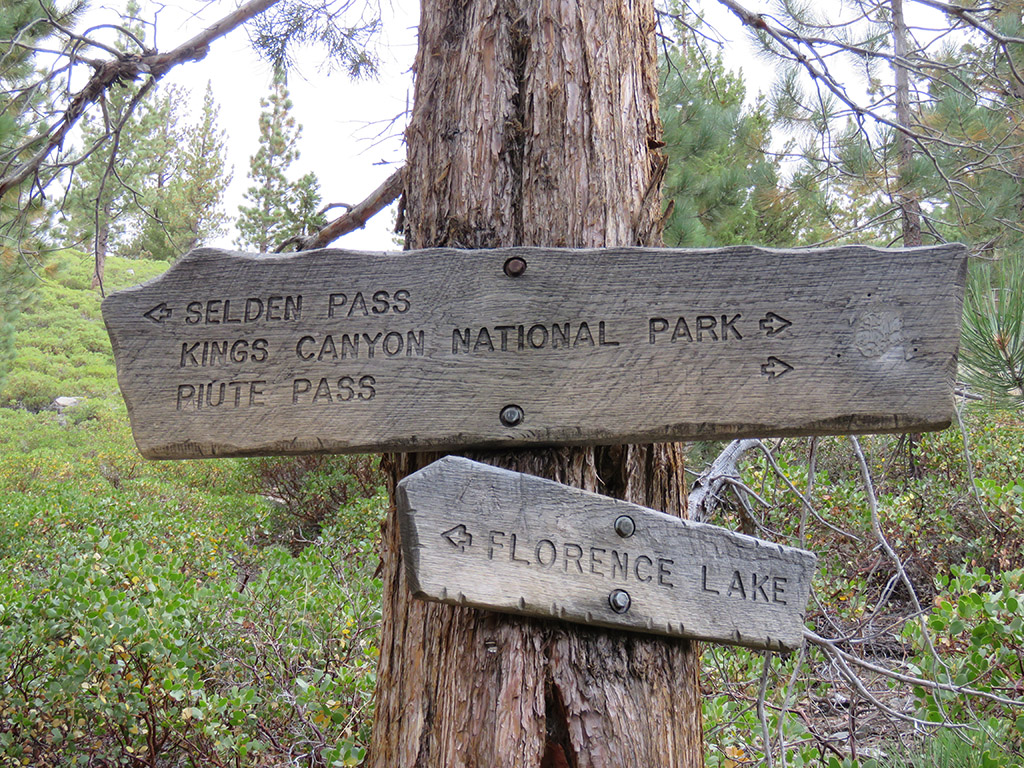 ← SELDEN PASS
KINGS CANYON NATIONAL PARK →
PIUTE PASS →
← FLORENCE LAKE